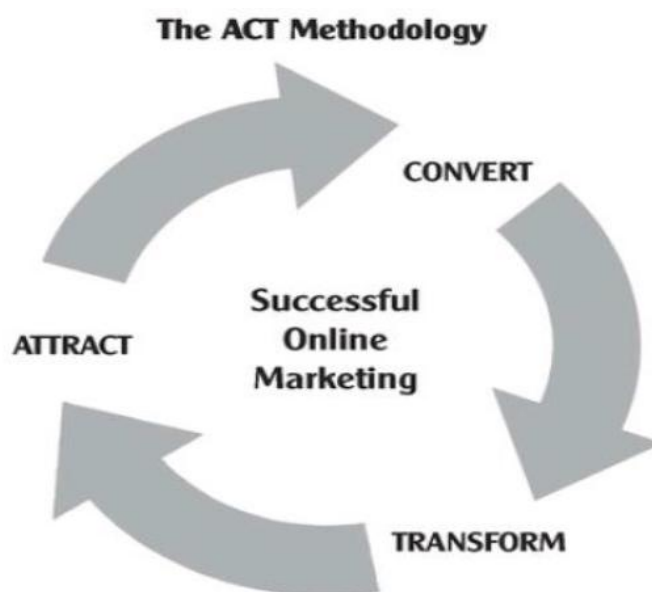 The ACT Methodology
CONVERT
Successful
Online
Marketing
ATTRACT
TRANSFORM